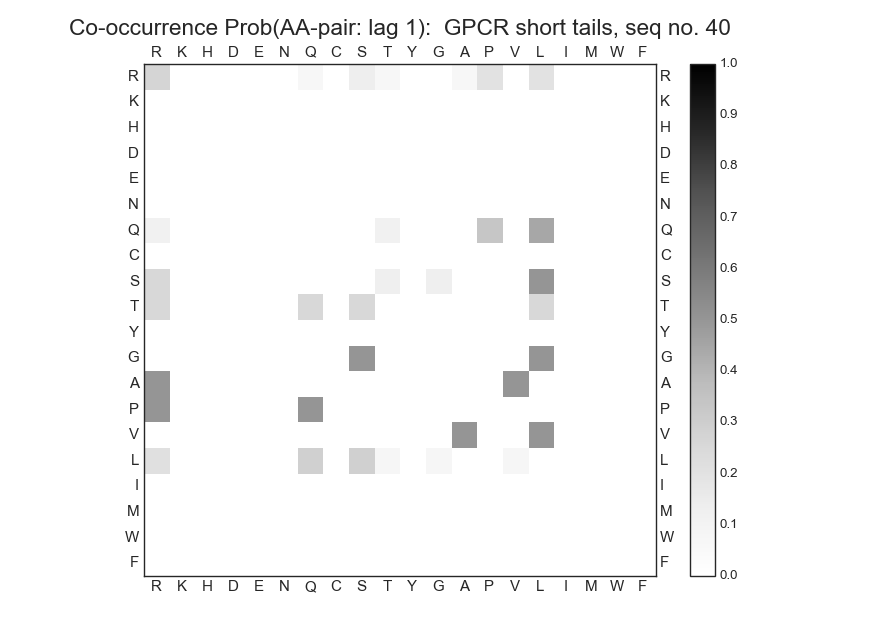 Co-occurrence Prob(AA-pair: lag 1):  GPCR short tails, seq no. 40
R K H D E N Q C S T Y G A P V L I M W F
R R 1.0
K K
0.9
H H
D D 0.8
E E
0.7
N N
Q Q
0.6
C C
S S
T T 0.5
Y Y
0.4
G G
A A
0.3
P P
V V
0.2
L L
I I 0.1
M M
W W
F F 0.0
R K H D E N Q C S T Y G A P V L I M W F